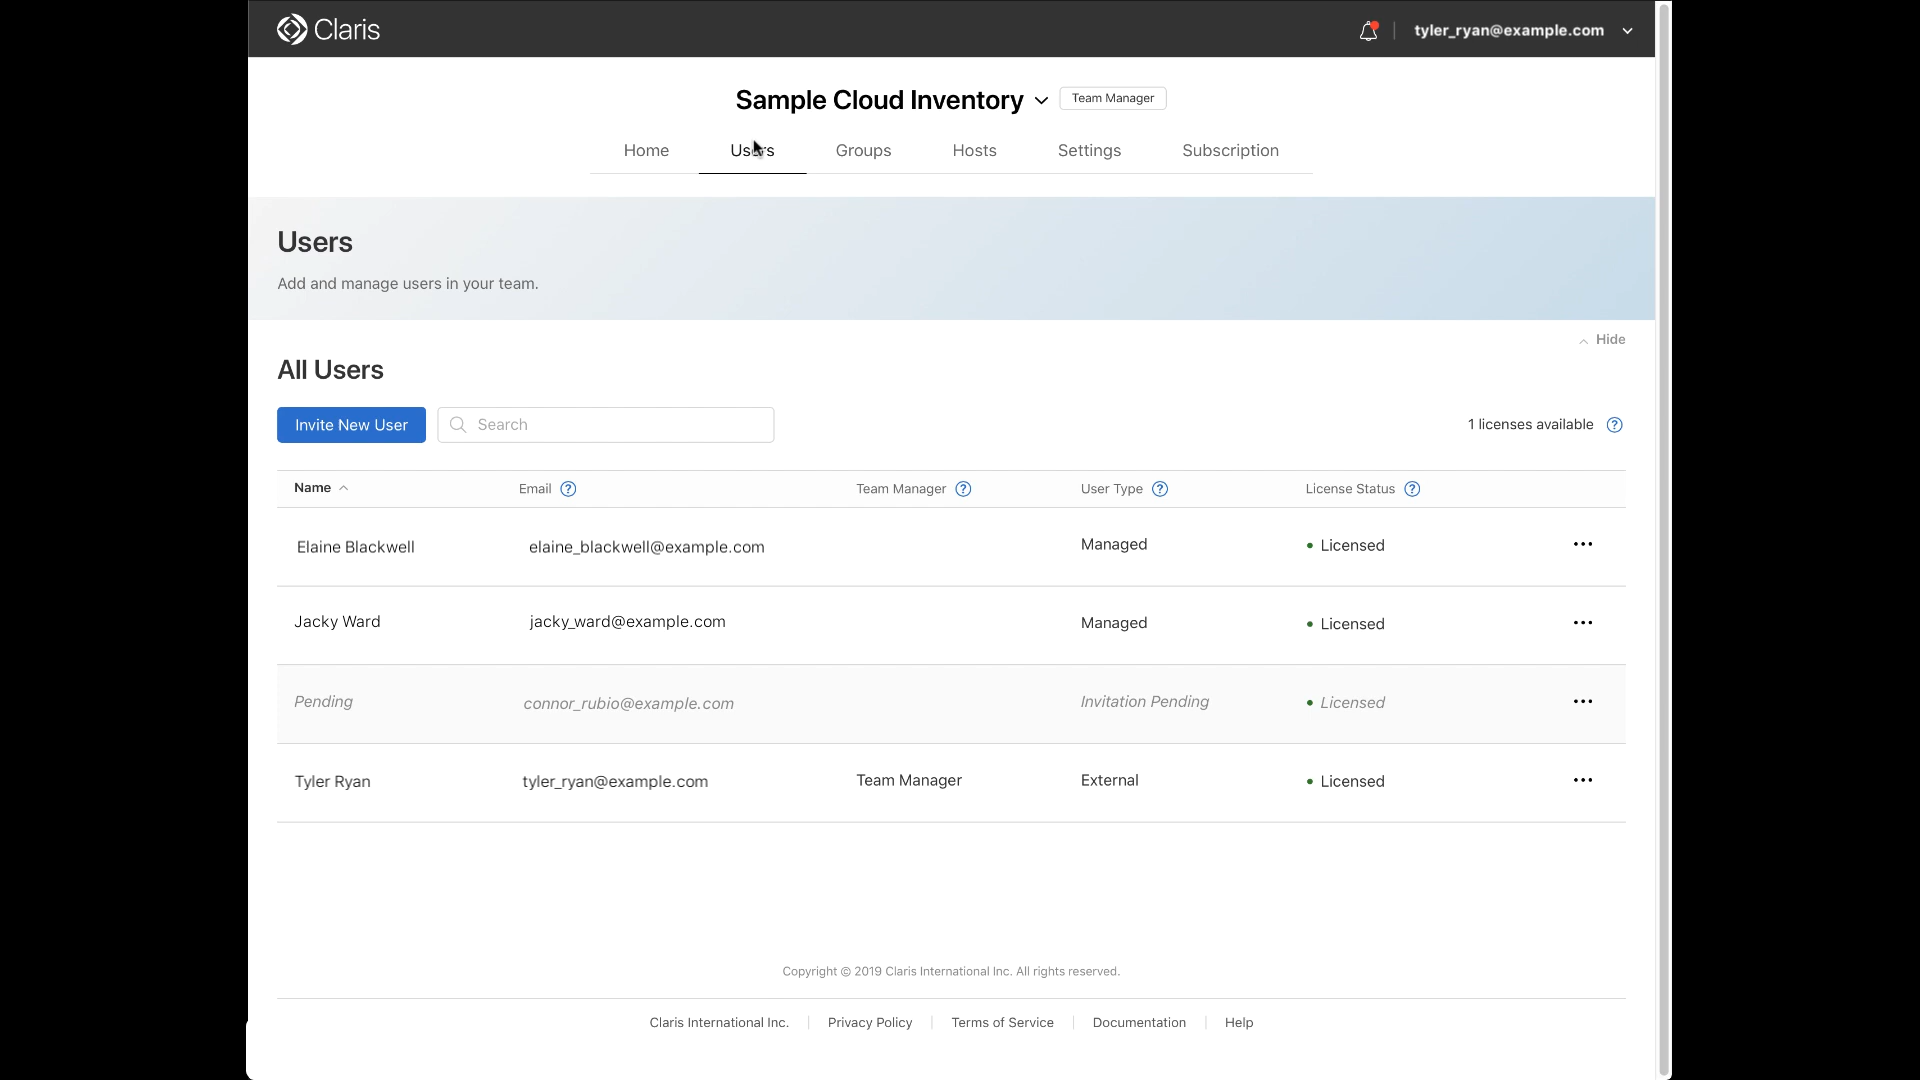 Claris
tyler_ryan@example.com
Sample Cloud Inventory Team Manager
Home Users Groups Hosts Settings Subscription
Users
Add and manage users in your team.
Hide
All Users
Invite New User Search 1 licenses available ?
Name Email ? Team Manager ? User Type ? License Status ?
Elaine Blackwell elaine_blackwell@example.com Managed • Licensed •••
Jacky Ward jacky_ward@example.com Managed • Licensed •••
Pending connor_rubio@example.com Invitation Pending • Licensed •••
Tyler Ryan tyler_ryan@example.com Team Manager External • Licensed •••
Copyright © 2019 Claris International Inc. All rights reserved.
Claris International Inc. | Privacy Policy | Terms of Service | Documentation | Help